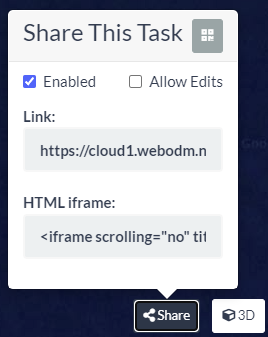 Share This Task
Enabled Allow Edits
Link:
https://cloud1.webodm.n
HTML iframe:
<iframe scrolling="no" tit
Share 3D